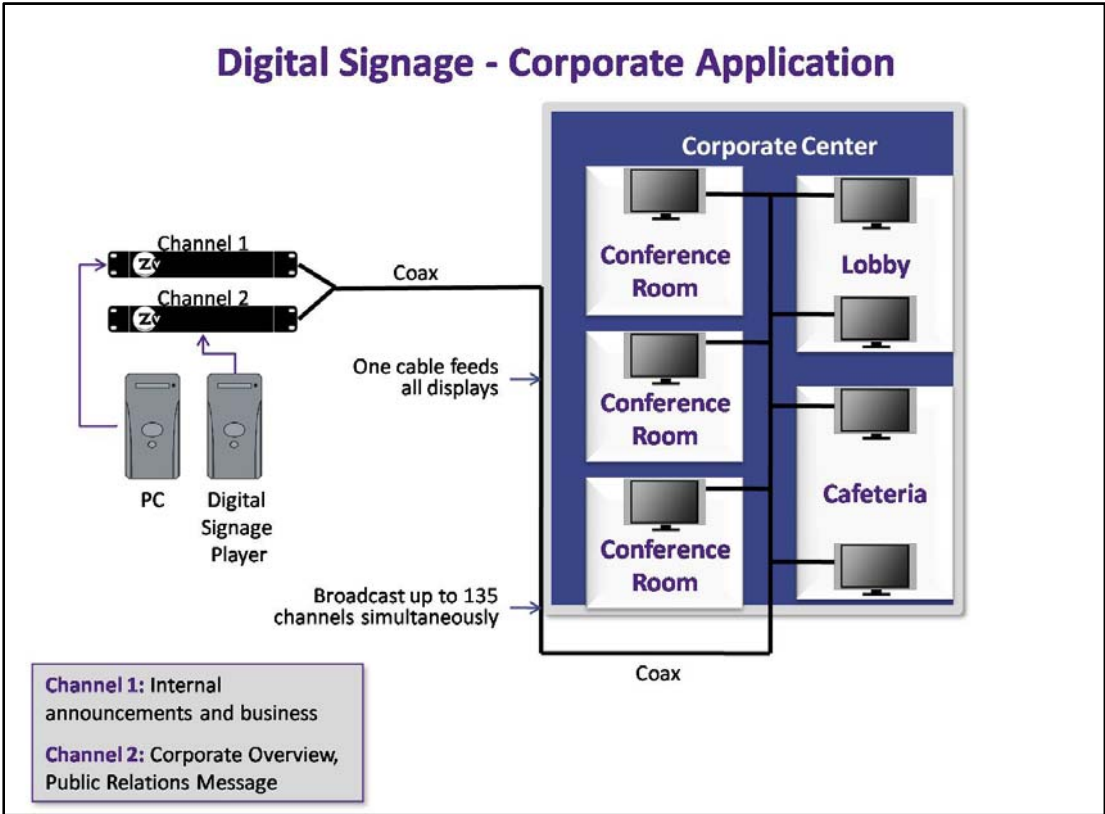 Digital Signage - Corporate Application
Corporate Center
Channel 1
Zv
Channel 2
Zv
Coax
One cable feeds
all displays
PC
Digital
Signage
Player
Broadcast up to 135
channels simultaneously
Conference
Room
Conference
Room
Conference
Room
Lobby
Cafeteria
Coax
Channel 1: Internal
announcements and business
Channel 2: Corporate Overview,
Public Relations Message